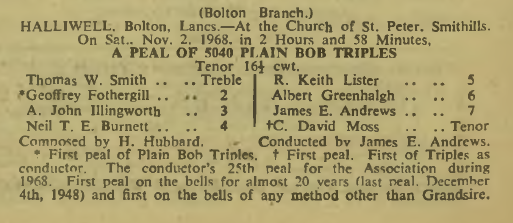 (Bolton Branch.)
HALLIWELL, Bolton, Lancs.—At the Church of St. Peter, Smithills.
On Sat., Nov. 2, 1968, in 2 Hours and 58 Minutes,
A PEAL OF 5040 PLAIN BOB TRIPLES
Tenor 16¼ cwt.
Thomas W. Smith .. .. Treble
*Geoffrey Fothergill .. .. 2
A. John Illingworth .. .. 3
Neil T. E. Burnett .. .. 4
R. Keith Lister .. .. 5
Albert Greenhalgh .. .. 6
James E. Andrews .. .. 7
†C. David Moss .. .. Tenor
Composed by H. Hubbard. Conducted by James E. Andrews.
* First peal of Plain Bob Triples. † First peal. First of Triples as
conductor. The conductor's 25th peal for the Association during
1968. First peal on the bells for almost 20 years (last peal, December
4th, 1948) and first on the bells of any method other than Grandsire.